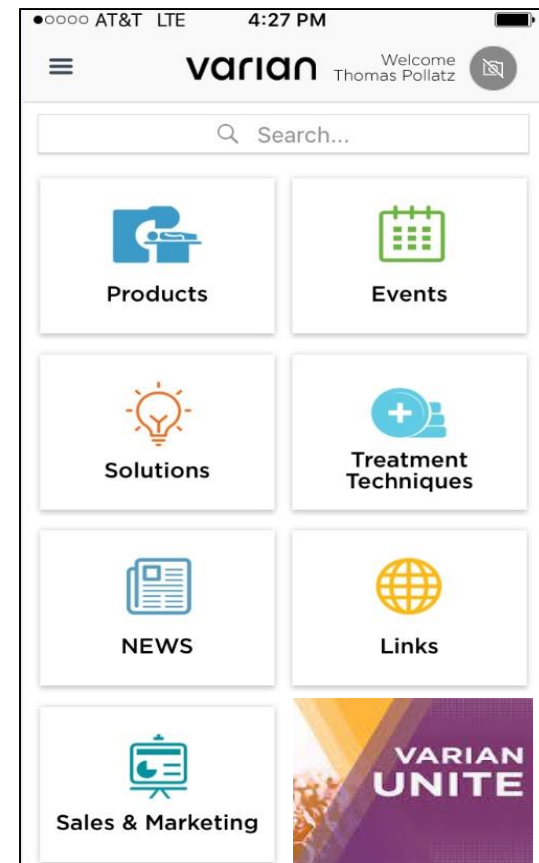 AT&T LTE 4:27 PM
varian Welcome
Thomas Pollatz
Search...
Products
Events
Solutions
Treatment
Techniques
NEWS
Links
Sales & Marketing
VARIAN
UNITE